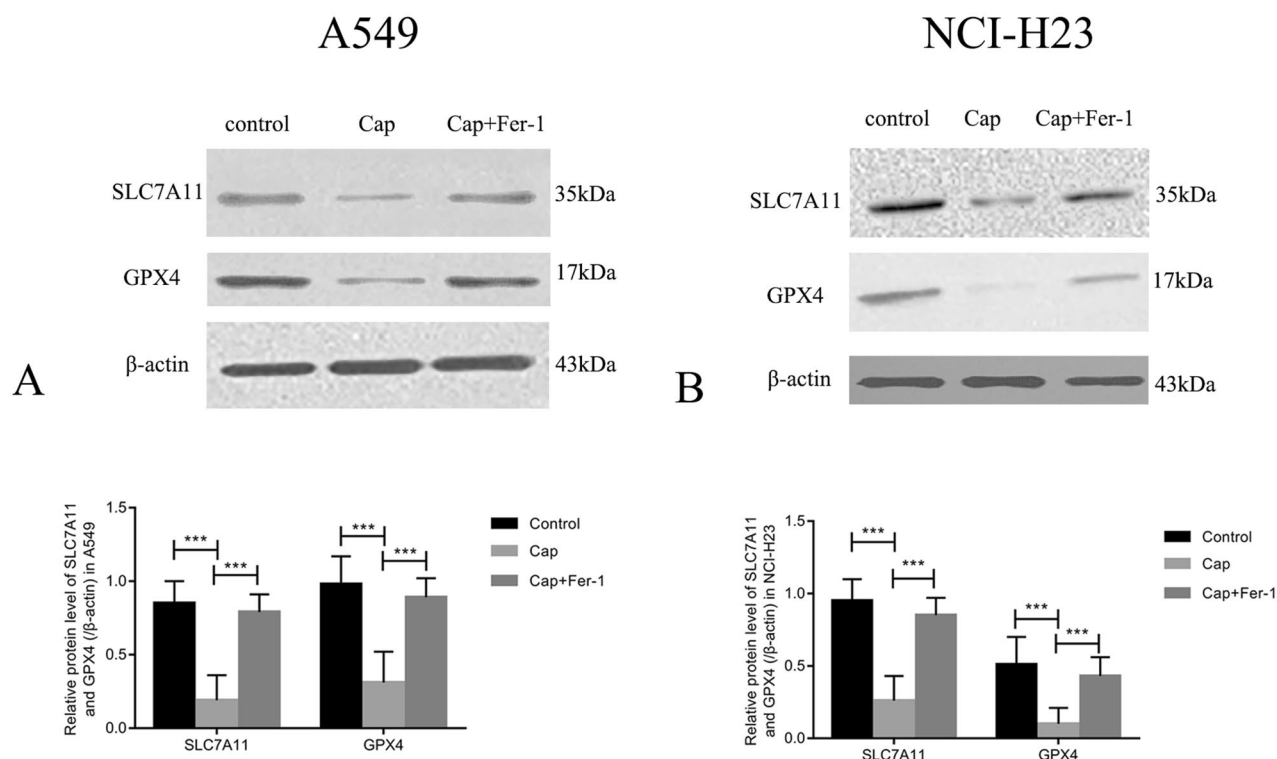 A549
control Cap Cap+Fer-1
SLC7A11 35kDa
GPX4 17kDa
β-actin 43kDa
A
Relative protein level of SLC7A11
and GPX4 (/β-actin) in A549
1.5
1.0
0.5
0.0
*** *** *** ***
SLC7A11 GPX4
Control
Cap
Cap+Fer-1
NCI-H23
control Cap Cap+Fer-1
SLC7A11 35kDa
GPX4 17kDa
β-actin 43kDa
B
Relative protein level of SLC7A11
and GPX4 (/β-actin) in NCI-H23
1.5
1.0
0.5
0.0
*** *** *** ***
SLC7A11 GPX4
Control
Cap
Cap+Fer-1